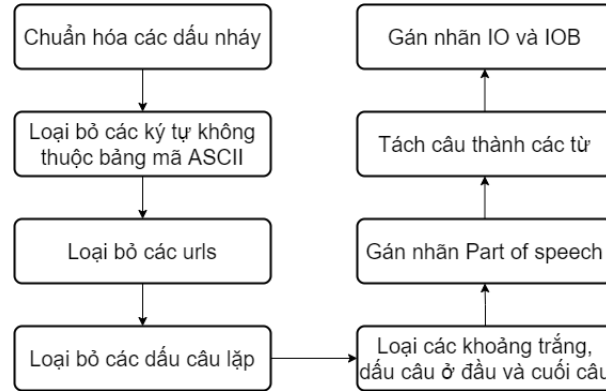 Chuẩn hóa các dấu nháy
Loại bỏ các ký tự không
thuộc bảng mã ASCII
Loại bỏ các urls
Loại bỏ các dấu câu lặp
Loại các khoảng trắng,
dấu câu ở đầu và cuối câu
Gán nhãn Part of speech
Tách câu thành các từ
Gán nhãn IO và IOB